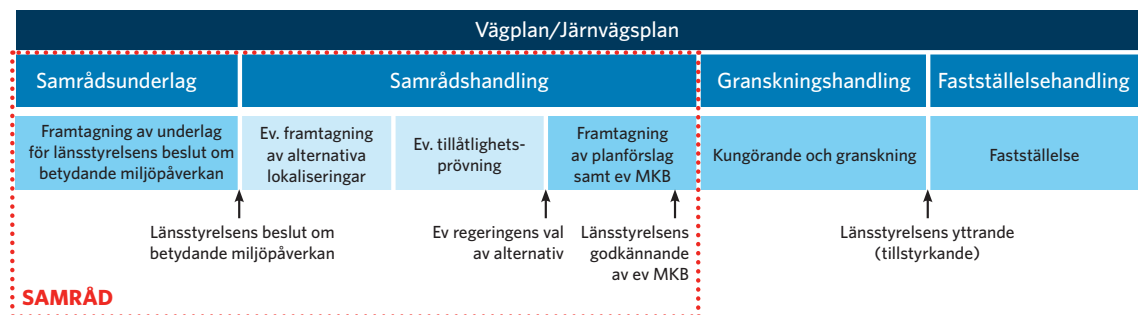 Vägplan/Järnvägsplan
Samrådsunderlag
Samrådshandling
Granskningshandling
Fastställelsehandling
Framtagning av underlag
för länsstyrelsens beslut om
betydande miljöpåverkan
Ev. framtagning
av alternativa
lokaliseringar
Ev. tillåtlighets-
prövning
Framtagning
av planförslag
samt ev MKB
Kungörande och granskning
Fastställelse
Länsstyrelsens beslut om
betydande miljöpåverkan
Ev regeringens val
av alternativ
Länsstyrelsens
godkännande
av ev MKB
Länsstyrelsens yttrande
(tillstyrkande)
SAMRÅD